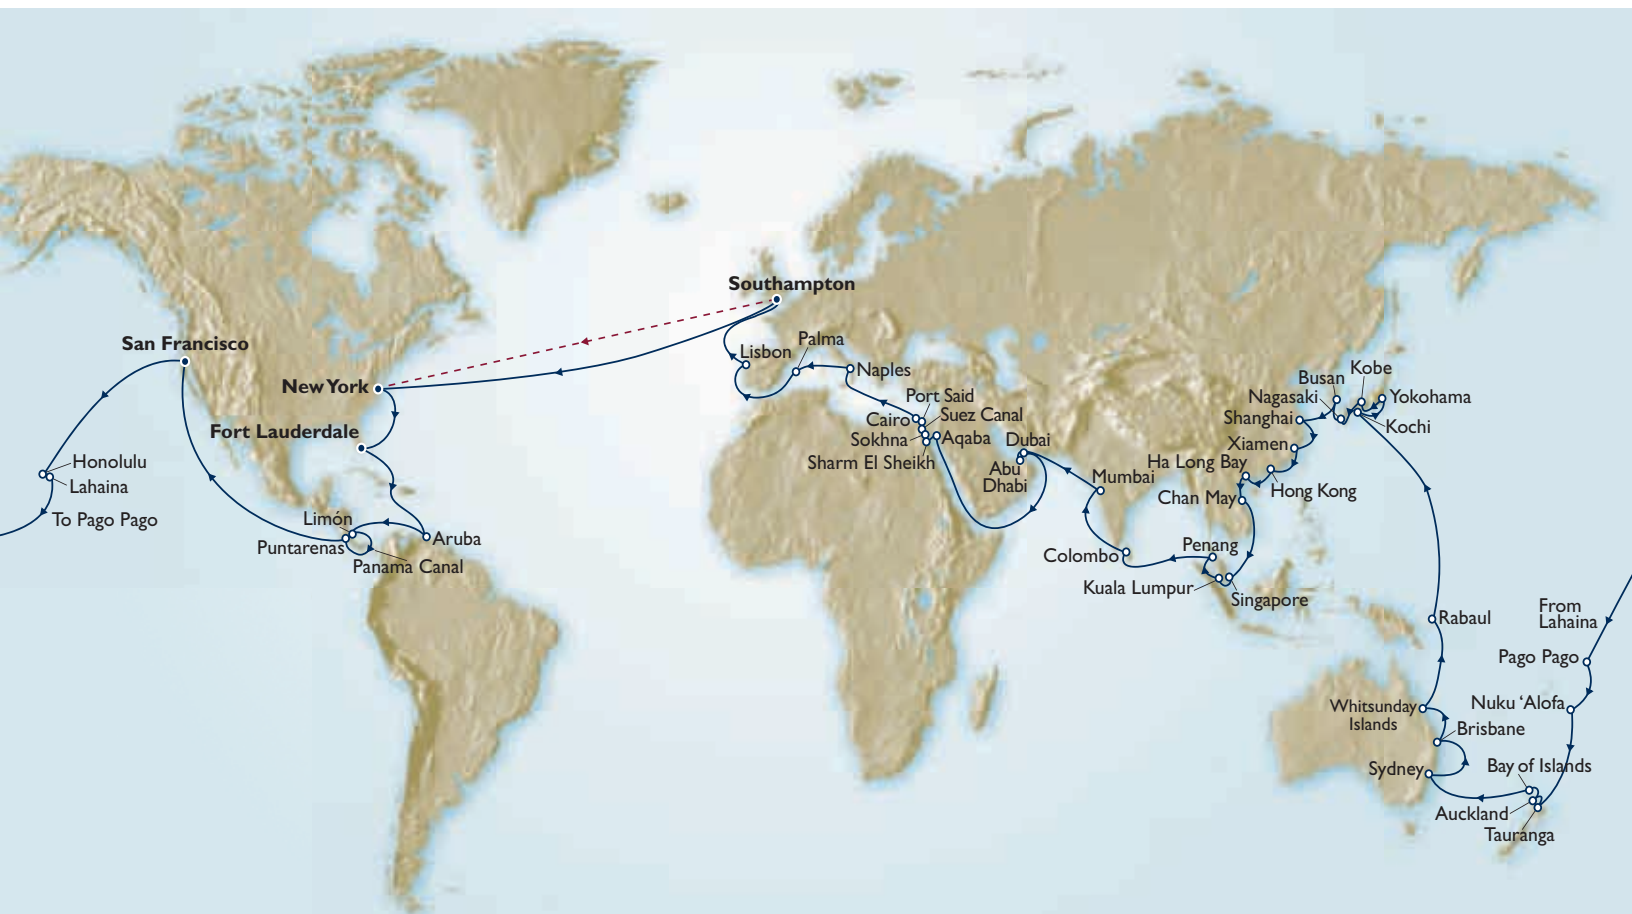 Southampton
San Francisco
New York
Fort Lauderdale
Honolulu
Lahaina
To Pago Pago
Limón
Puntarenas
Aruba
Panama Canal
Lisbon
Palma
Naples
Port Said
Cairo
Suez Canal
Sokhna
Aqaba
Sharm El Sheikh
Dubai
Abu
Dhabi
Mumbai
Colombo
Penang
Kuala Lumpur
Singapore
Chan May
Ha Long Bay
Hong Kong
Xiamen
Shanghai
Nagasaki
Busan
Kobe
Yokohama
Kochi
Rabaul
From
Lahaina
Pago Pago
Nuku ‘Alofa
Whitsunday
Islands
Brisbane
Sydney
Bay of Islands
Auckland
Tauranga